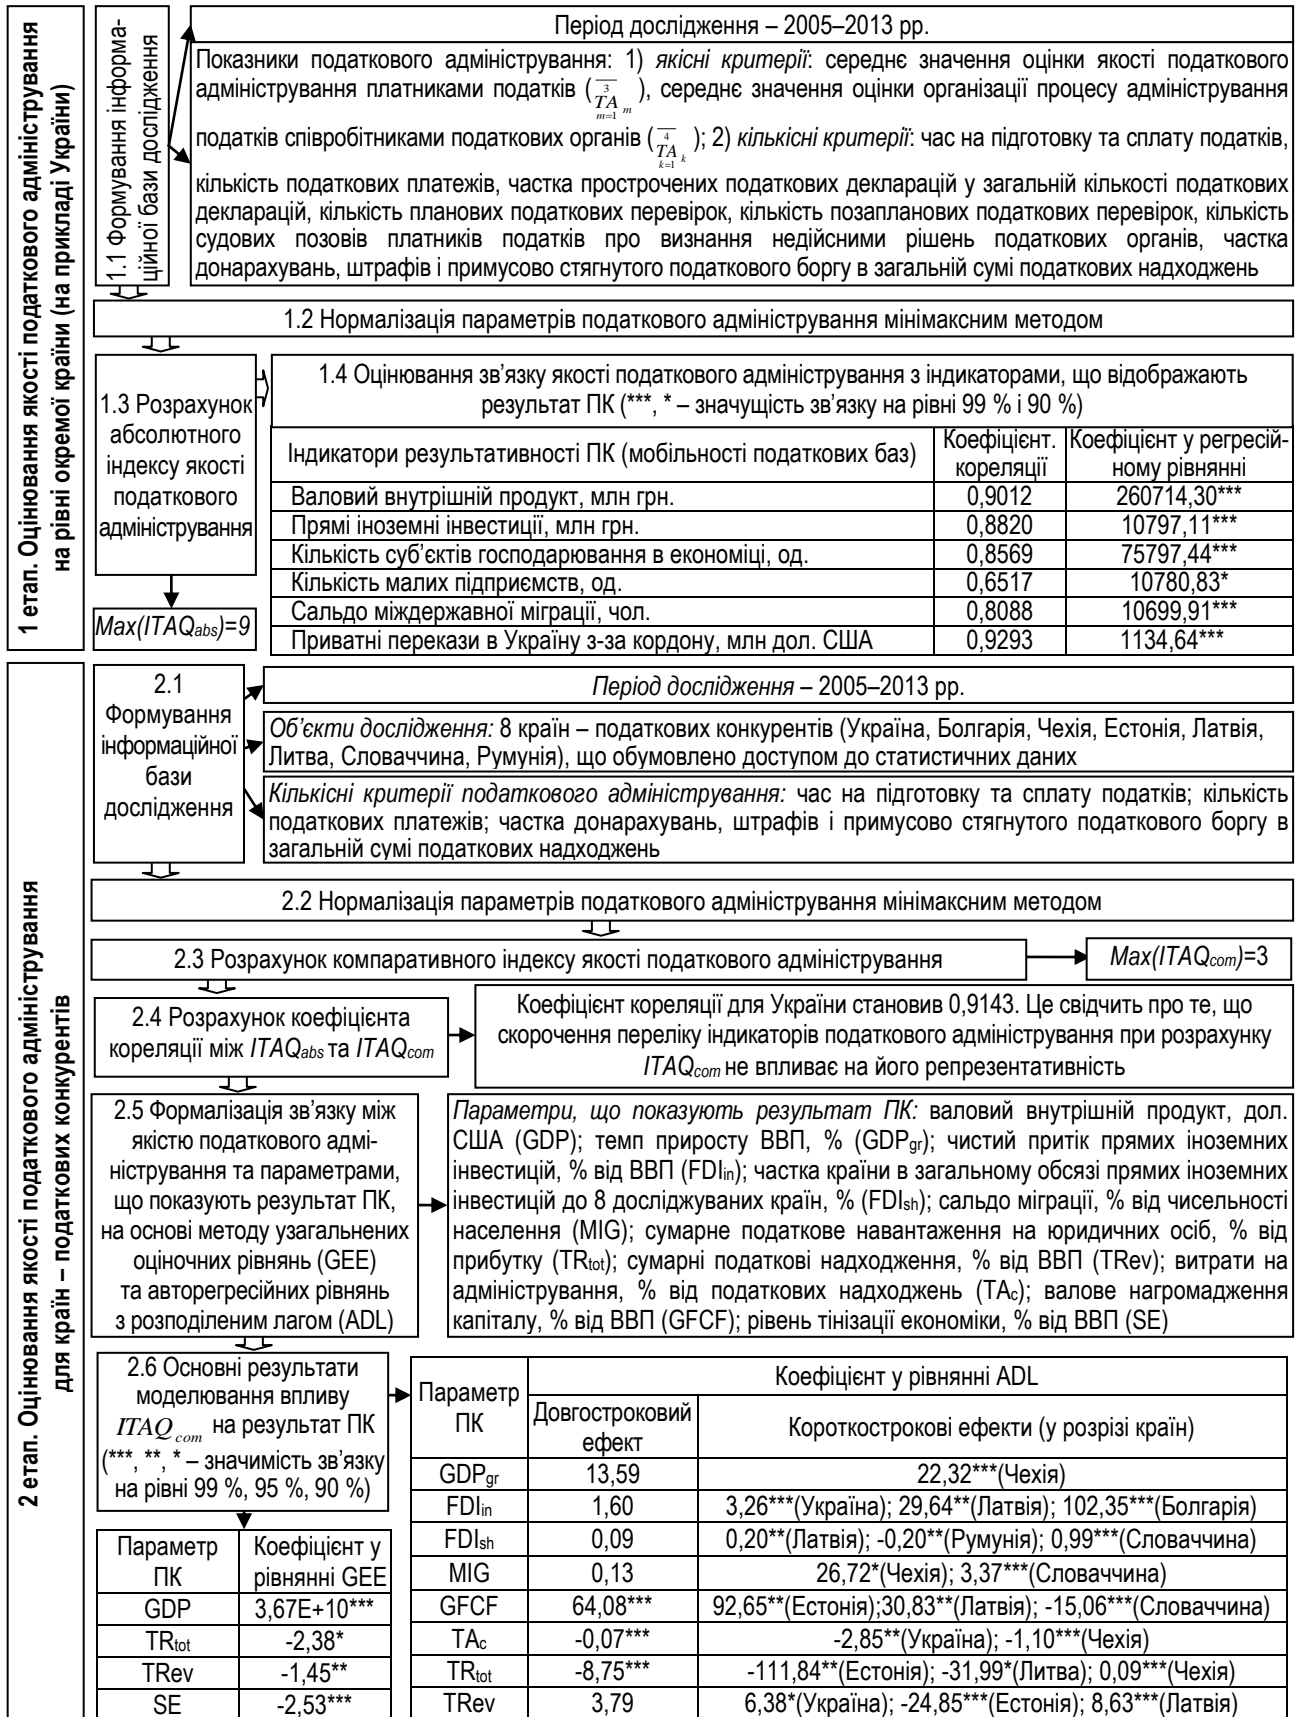 1 етап. Оцінювання якості податкового адміністрування
на рівні окремої країни (на прикладі України)
1.1 Формування інформа-
ційної бази дослідження
Період дослідження – 2005–2013 рр.
Показники податкового адміністрування: 1) якісні критерії: середнє значення оцінки якості податкового
адміністрування платниками податків (3 TA m=1 m), середнє значення оцінки організації процесу адміністрування
податків співробітниками податкових органів (4 TA k=1 k); 2) кількісні критерії: час на підготовку та сплату податків,
кількість податкових платежів, частка прострочених податкових декларацій у загальній кількості податкових
декларацій, кількість планових податкових перевірок, кількість позапланових податкових перевірок, кількість
судових позовів платників податків про визнання недійсними рішень податкових органів, частка
донарахувань, штрафів і примусово стягнутого податкового боргу в загальній сумі податкових надходжень
1.2 Нормалізація параметрів податкового адміністрування мінімаксним методом
1.3 Розрахунок
абсолютного
індексу якості
податкового
адміністрування
Max(ITAQabs)=9
1.4 Оцінювання зв’язку якості податкового адміністрування з індикаторами, що відображають
результат ПК (***, * – значущість зв’язку на рівні 99 % і 90 %)
Індикатори результативності ПК (мобільності податкових баз)
Коефіцієнт.
кореляції
Коефіцієнт у регресій-
ному рівнянні
Валовий внутрішній продукт, млн грн. 0,9012 260714,30***
Прямі іноземні інвестиції, млн грн. 0,8820 10797,11***
Кількість суб’єктів господарювання в економіці, од. 0,8569 75797,44***
Кількість малих підприємств, од. 0,6517 10780,83*
Сальдо міждержавної міграції, чол. 0,8088 10699,91***
Приватні перекази в Україну з-за кордону, млн дол. США 0,9293 1134,64***
2 етап. Оцінювання якості податкового адміністрування
для країн – податкових конкурентів
2.1
Формування
інформаційної
бази
дослідження
Період дослідження – 2005–2013 рр.
Об’єкти дослідження: 8 країн – податкових конкурентів (Україна, Болгарія, Чехія, Естонія, Латвія,
Литва, Словаччина, Румунія), що обумовлено доступом до статистичних даних
Кількісні критерії податкового адміністрування: час на підготовку та сплату податків; кількість
податкових платежів; частка донарахувань, штрафів і примусово стягнутого податкового боргу в
загальній сумі податкових надходжень
2.2 Нормалізація параметрів податкового адміністрування мінімаксним методом
2.3 Розрахунок компаративного індексу якості податкового адміністрування
Max(ITAQcom)=3
2.4 Розрахунок коефіцієнта
кореляції між ITAQabs та ITAQcom
Коефіцієнт кореляції для України становив 0,9143. Це свідчить про те, що
скорочення переліку індикаторів податкового адміністрування при розрахунку
ITAQcom не впливає на його репрезентативність
2.5 Формалізація зв’язку між
якістю податкового адмі-
ністрування та параметрами,
що показують результат ПК,
на основі методу узагальнених
оціночних рівнянь (GEE)
та авторегресійних рівнянь
з розподіленим лагом (ADL)
Параметри, що показують результат ПК: валовий внутрішній продукт, дол.
США (GDP); темп приросту ВВП, % (GDPgr); чистий притік прямих іноземних
інвестицій, % від ВВП (FDIin); частка країни в загальному обсязі прямих іноземних
інвестицій до 8 досліджуваних країн, % (FDIsh); сальдо міграції, % від чисельності
населення (MIG); сумарне податкове навантаження на юридичних осіб, % від
прибутку (TRtot); сумарні податкові надходження, % від ВВП (TRev); витрати на
адміністрування, % від податкових надходжень (TAc); валове нагромадження
капіталу, % від ВВП (GFCF); рівень тінізації економіки, % від ВВП (SE)
2.6 Основні результати
моделювання впливу
ITAQcom на результат ПК
(***, **, * – значимість зв’язку
на рівні 99 %, 95 %, 90 %)
Параметр
ПК
Коефіцієнт у
рівнянні GEE
GDP 3,67E+10***
TRtot -2,38*
TRev -1,45**
SE -2,53***
Параметр
ПК
Коефіцієнт у рівнянні ADL
Довгостроковий
ефект
Короткострокові ефекти (у розрізі країн)
GDPgr 13,59 22,32***(Чехія)
FDIin 1,60 3,26***(Україна); 29,64**(Латвія); 102,35***(Болгарія)
FDIsh 0,09 0,20**(Латвія); -0,20**(Румунія); 0,99***(Словаччина)
MIG 0,13 26,72*(Чехія); 3,37***(Словаччина)
GFCF 64,08*** 92,65**(Естонія);30,83**(Латвія); -15,06***(Словаччина)
TAc -0,07*** -2,85**(Україна); -1,10***(Чехія)
TRtot -8,75*** -111,84**(Естонія); -31,99*(Литва); 0,09***(Чехія)
TRev 3,79 6,38*(Україна); -24,85***(Естонія); 8,63***(Латвія)